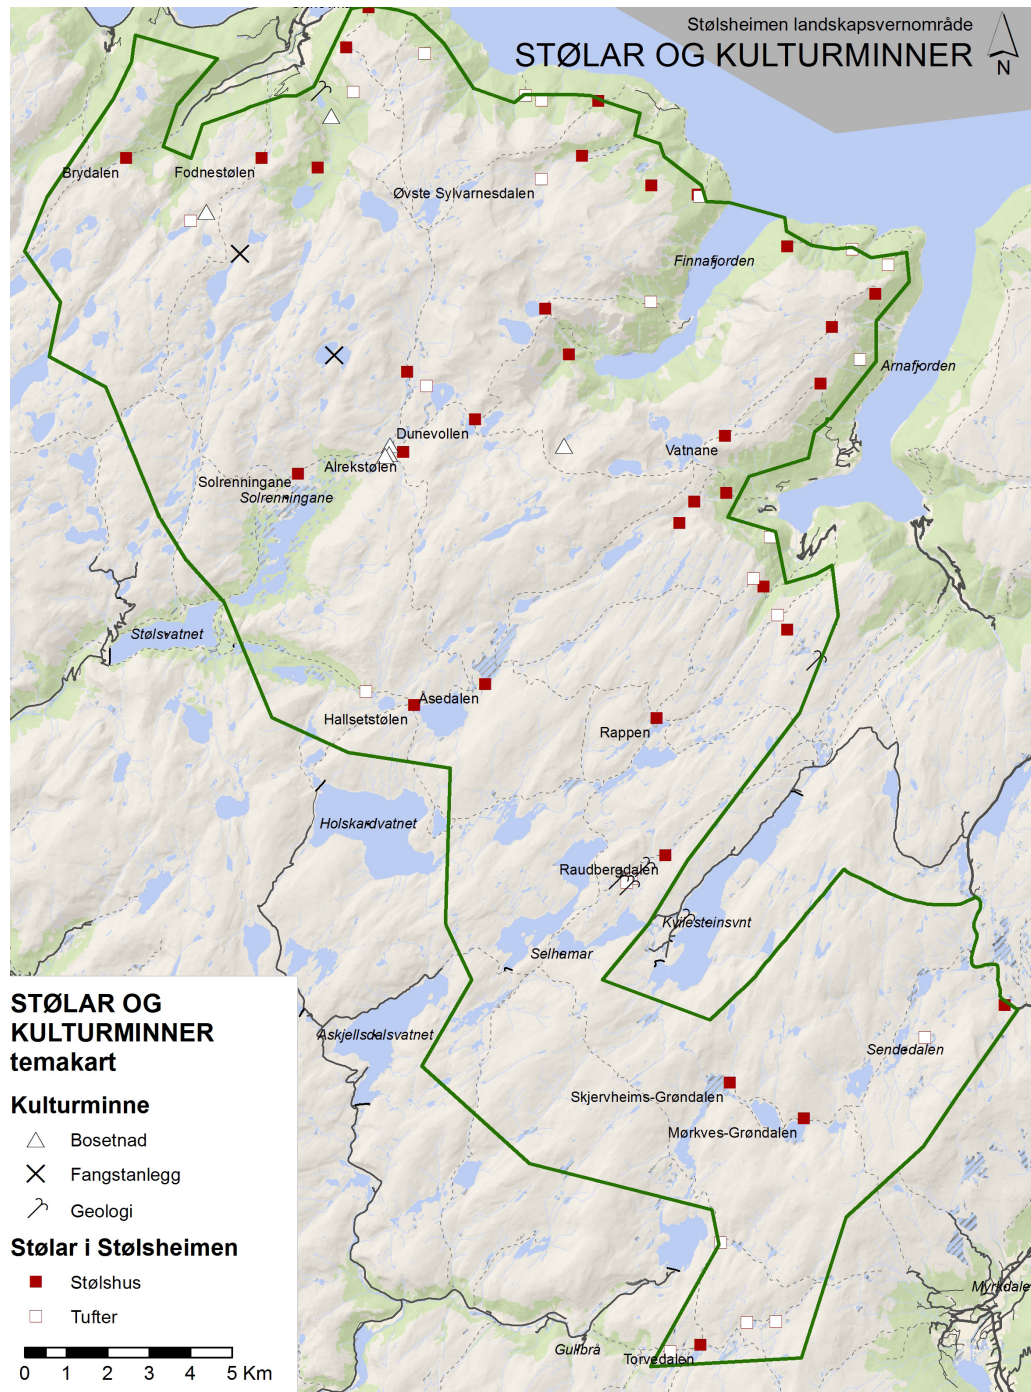 Stølsheimen landskapsvernområde
STØLAR OG KULTURMINNER
N
Brydalen
Fodnestølen
Øvste Sylvarnesdalen
Finnafjorden
Arnafjorden
Dunevollen
Vatnane
Alrekstølen
Solrenningane
Solrenningane
Stølsvatnet
Åsedalen
Hallsetstølen
Rappen
Holskardvatnet
Raudbergdalen
Kvilesteinsvnt
Selhamar
Askjellsdalsvatnet
Sendedalen
Skjervheims-Grøndalen
Mørkves-Grøndalen
Myrkdale
Gullbrå
Torvedalen
STØLAR OG
KULTURMINNER
temakart
Kulturminne
Bosetnad
Fangstanlegg
Geologi
Stølar i Stølsheimen
Stølshus
Tufter
0 1 2 3 4 5 Km